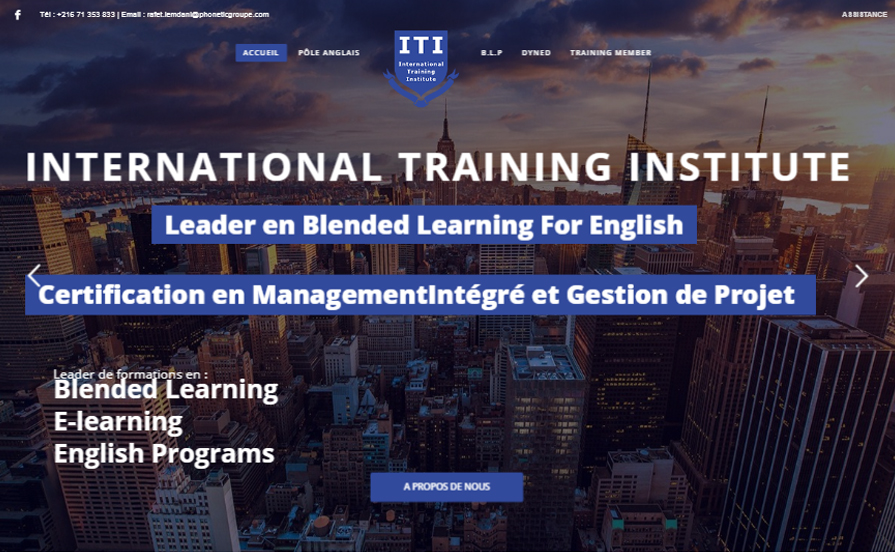 Tél : +216 71 353 833 | Email : rafet.lemdani@phoneticgroupe.com
ASSISTANCE
ACCUEIL
PÔLE ANGLAIS
ITI
International
Training
Institute
B.L.P
DYNED
TRAINING MEMBER
INTERNATIONAL TRAINING INSTITUTE
Leader en Blended Learning For English
Certification en ManagementIntégré et Gestion de Projet
Leader de formations en :
Blended Learning
E-learning
English Programs
A PROPOS DE NOUS